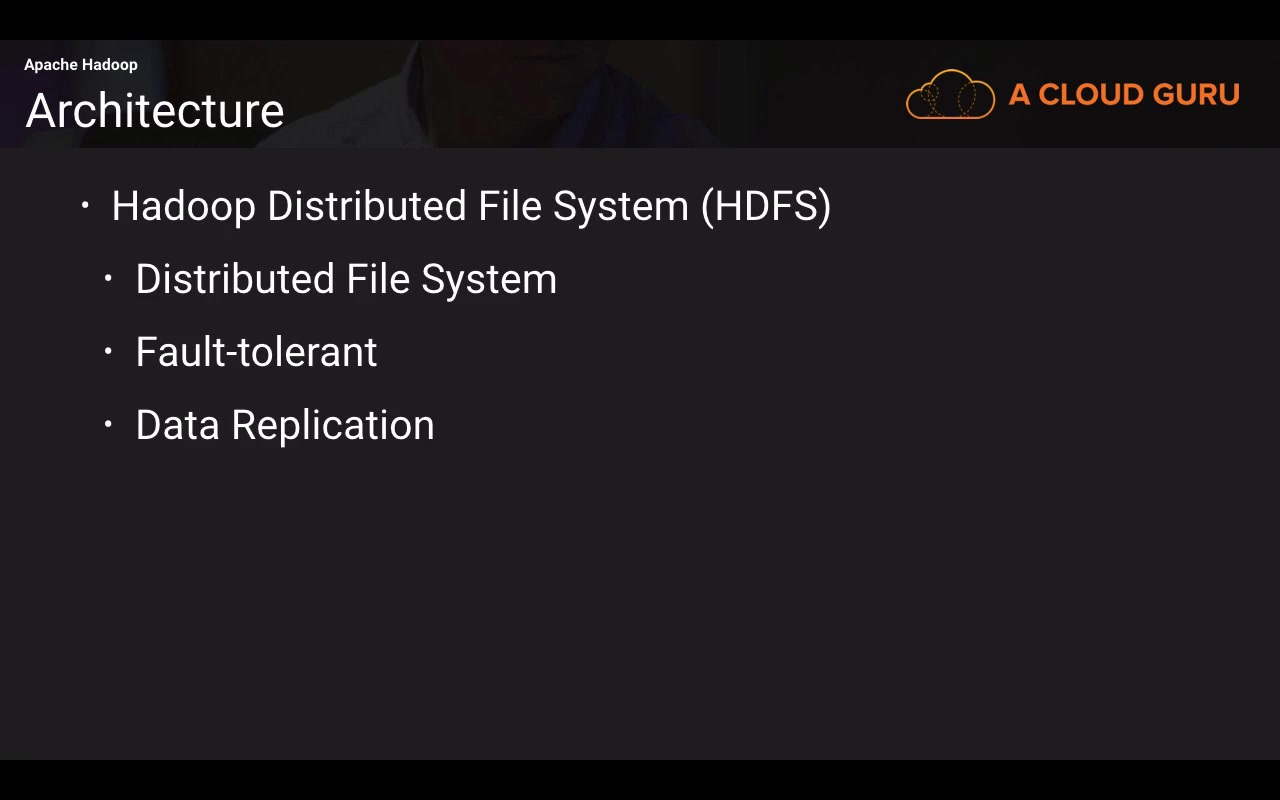 Apache Hadoop
Architecture
A CLOUD GURU
• Hadoop Distributed File System (HDFS)
• Distributed File System
• Fault-tolerant
• Data Replication